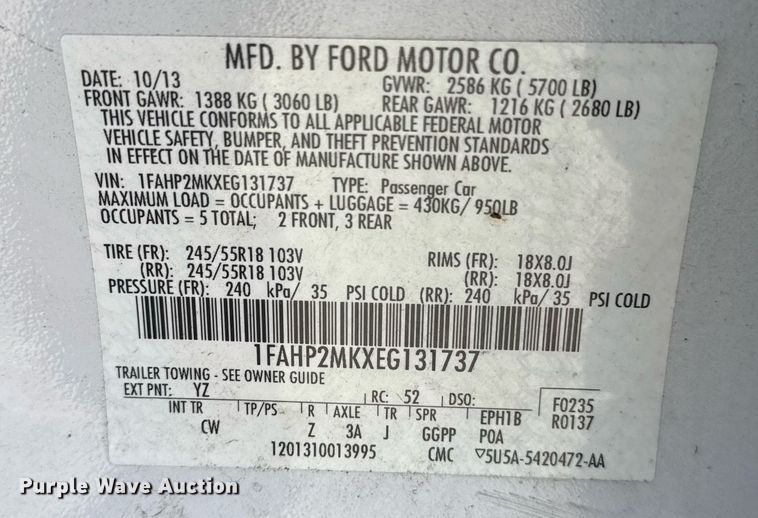 MFD. BY FORD MOTOR CO.
DATE: 10/13 GVWR: 2586 KG ( 5700 LB)
FRONT GAWR: 1388 KG ( 3060 LB) REAR GAWR: 1216 KG ( 2680 LB)
THIS VEHICLE CONFORMS TO ALL APPLICABLE FEDERAL MOTOR
VEHICLE SAFETY, BUMPER, AND THEFT PREVENTION STANDARDS
IN EFFECT ON THE DATE OF MANUFACTURE SHOWN ABOVE.
VIN: 1FAHP2MKXEG131737 TYPE: Passenger Car
MAXIMUM LOAD = OCCUPANTS + LUGGAGE = 430KG/ 950LB
OCCUPANTS = 5 TOTAL; 2 FRONT, 3 REAR
TIRE (FR): 245/55R18 103V RIMS (FR): 18X8.0J
(RR): 245/55R18 103V (RR): 18X8.0J
PRESSURE (FR): 240 kPa/ 35 PSI COLD (RR): 240 kPa/ 35 PSI COLD
1FAHP2MKXEG131737
TRAILER TOWING - SEE OWNER GUIDE
EXT PNT: YZ RC: 52 DSO: F0235
INT TR TP/PS R AXLE TR SPR EPH1B R0137
CW Z 3A J GGPP P0A
1201310013995 CMC ▽5U5A-5420472-AA
Purple Wave Auction